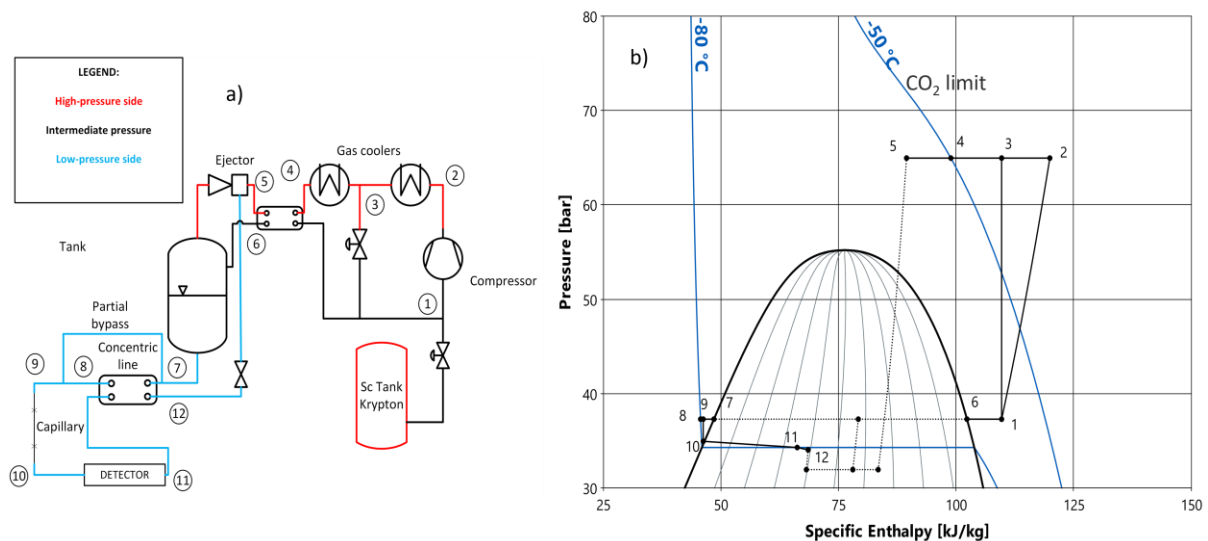 a)
LEGEND:
High-pressure side
Intermediate pressure
Low-pressure side
Ejector
Gas coolers
5
4
2
3
6
Tank
Compressor
1
Partial
bypass
Concentric
line
9
8
7
12
Sc Tank
Krypton
Capillary
10
DETECTOR
11
b)
-80 °C
-50 °C
CO2 limit
80
70
60
50
40
30
Pressure [bar]
5
4
3
2
8
9
7
6
1
10
11
12
25
50
75
100
125
150
Specific Enthalpy [kJ/kg]